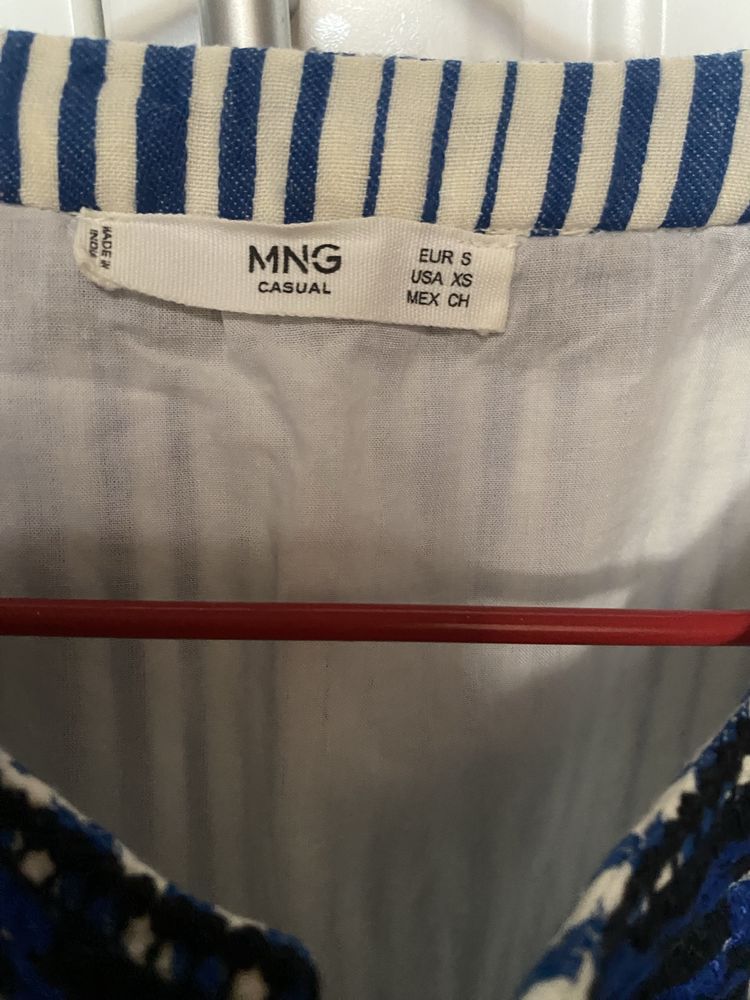 MADE IN
INDIA
MNG
CASUAL
EUR S
USA XS
MEX CH